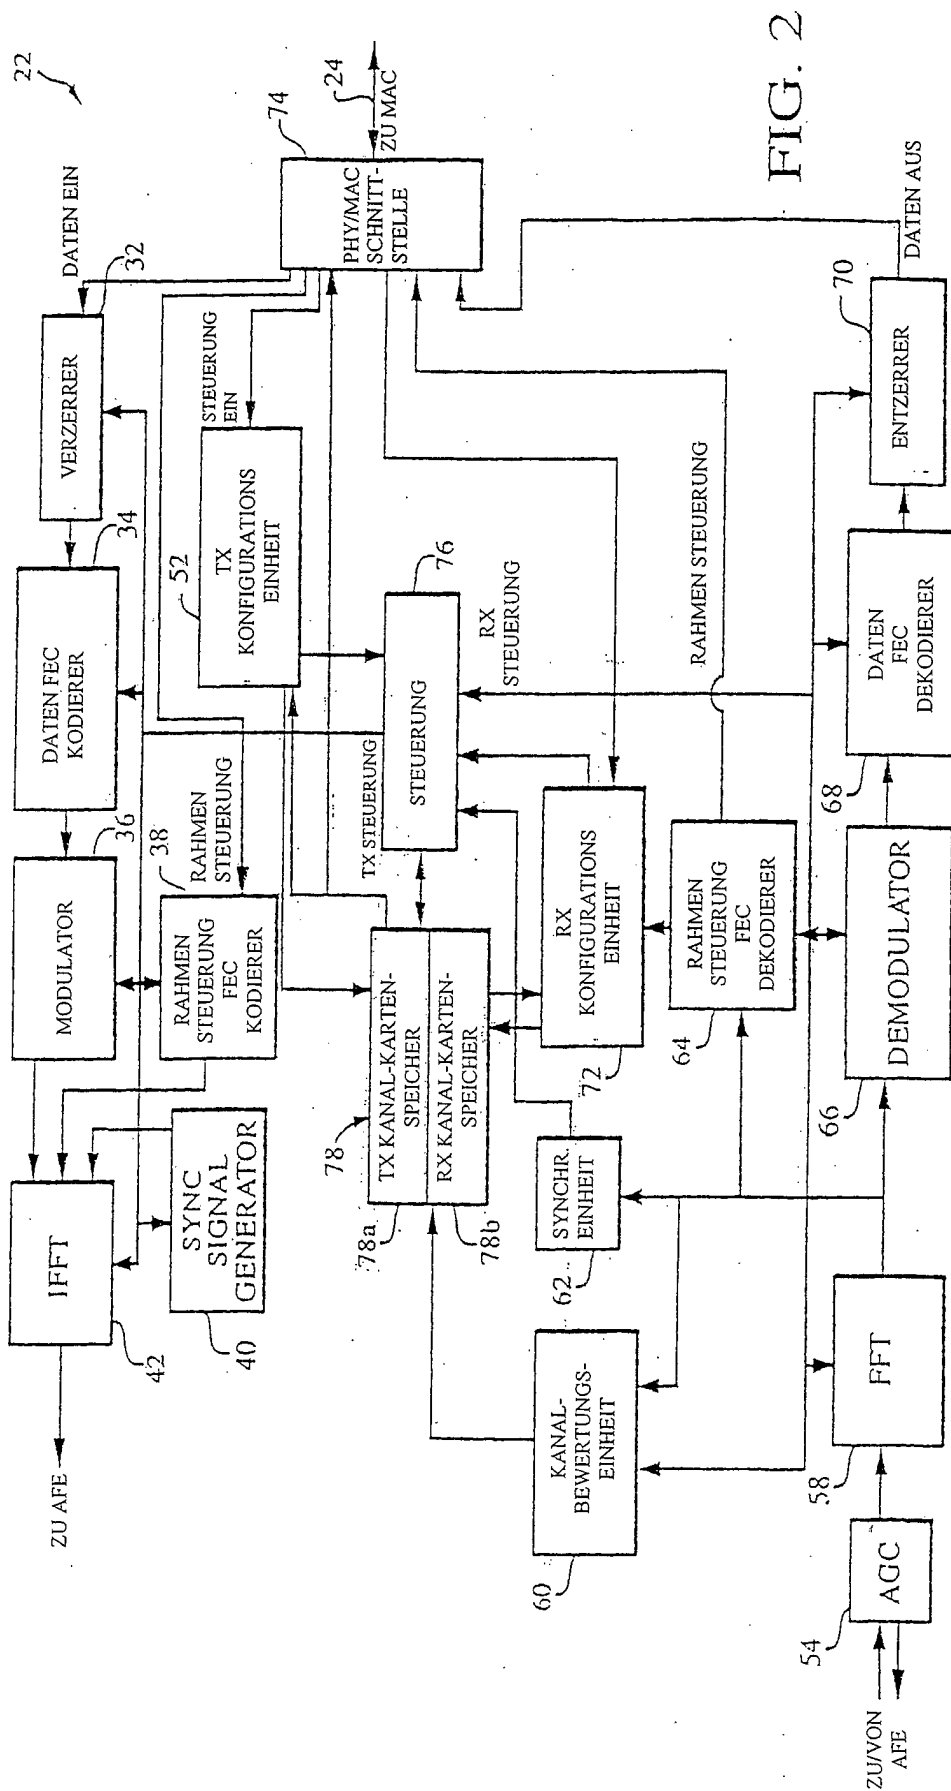 22
ZU AFE
IFFT
42
MODULATOR
36
DATEN FEC
KODIERER
34
VERZERRER
32
DATEN EIN
SYNC
SIGNAL
GENERATOR
40
RAHMEN
STEUERUNG
FEC
KODIERER
38
RAHMEN
STEUERUNG
TX
KONFIGURATIONS
EINHEIT
52
STEUERUNG
EIN
PHY/MAC
SCHNITT-
STELLE
74
24
ZU MAC
78
TX KANAL-KARTEN-
SPEICHER
RX KANAL-KARTEN-
SPEICHER
78a
78b
TX STEUERUNG
STEUERUNG
76
RX
STEUERUNG
KANAL-
BEWERTUNGS-
EINHEIT
60
SYNCHR.
EINHEIT
62
RX
KONFIGURATIONS
EINHEIT
72
RAHMEN
STEUERUNG
FEC
DEKODIERER
64
RAHMEN STEUERUNG
ZU/VON
AFE
AGC
54
FFT
58
DEMODULATOR
66
DATEN
FEC
DEKODIERER
68
ENTZERRER
70
DATEN AUS
FIG. 2